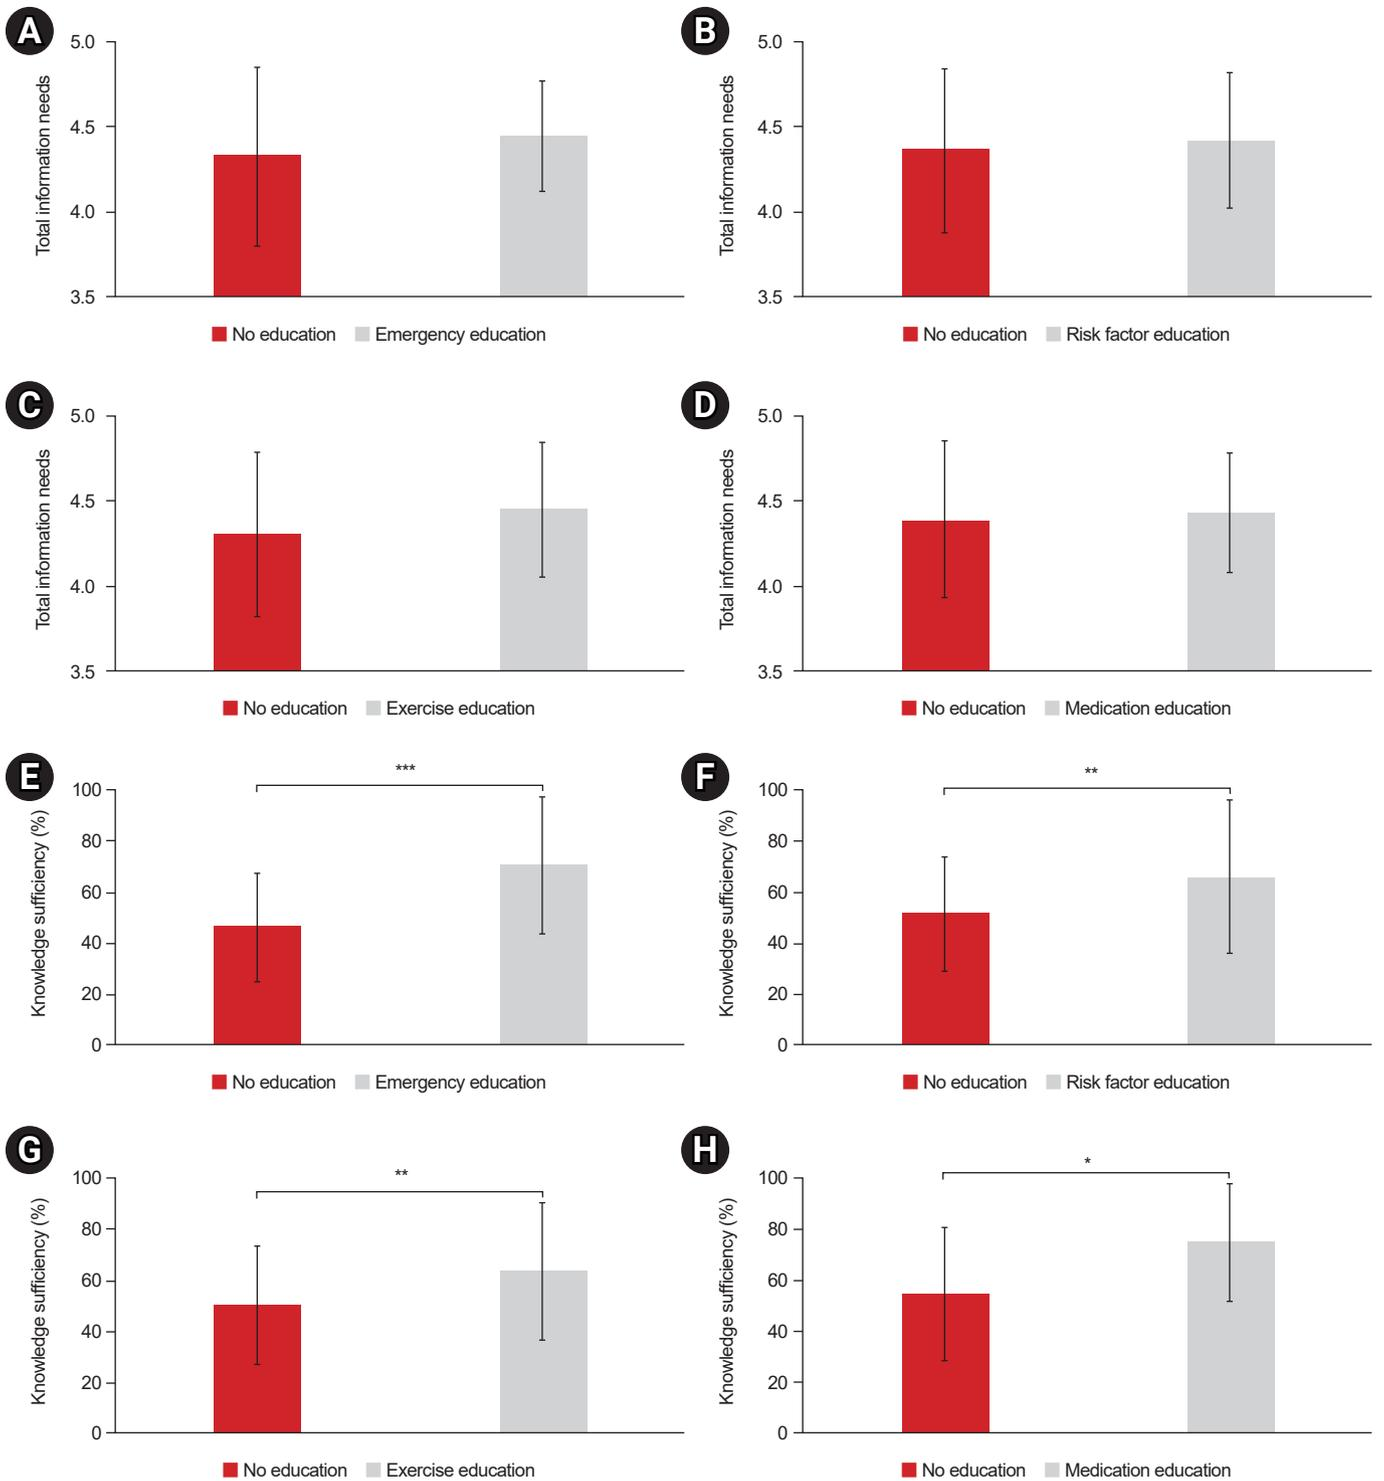 A
5.0
4.5
4.0
3.5
Total information needs
No education Emergency education
B
5.0
4.5
4.0
3.5
Total information needs
No education Risk factor education
C
5.0
4.5
4.0
3.5
Total information needs
No education Exercise education
D
5.0
4.5
4.0
3.5
Total information needs
No education Medication education
E
***
100
80
60
40
20
0
Knowledge sufficiency (%)
No education Emergency education
F
**
100
80
60
40
20
0
Knowledge sufficiency (%)
No education Risk factor education
G
**
100
80
60
40
20
0
Knowledge sufficiency (%)
No education Exercise education
H
*
100
80
60
40
20
0
Knowledge sufficiency (%)
No education Medication education